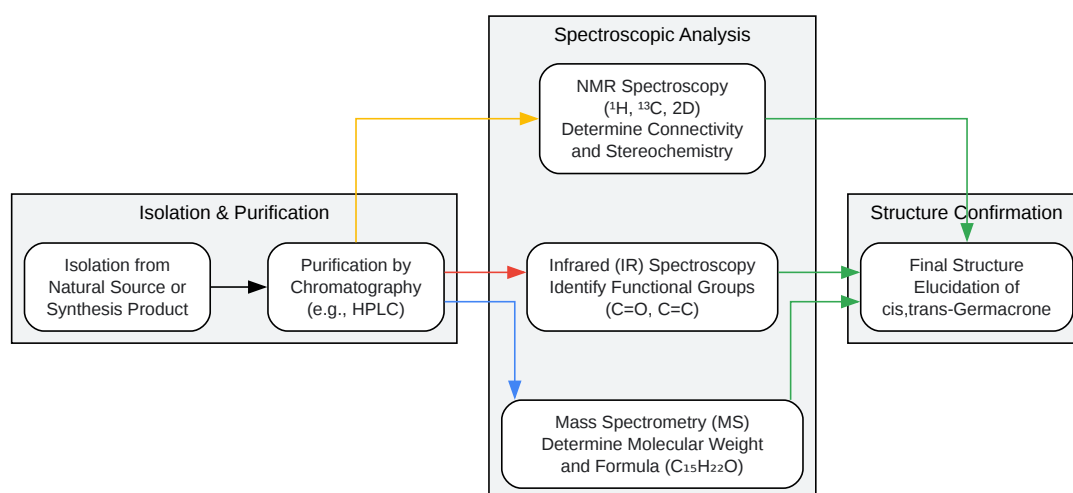 Spectroscopic Analysis
NMR Spectroscopy
(¹H, ¹³C, 2D)
Determine Connectivity
and Stereochemistry
Isolation & Purification
Isolation from
Natural Source or
Synthesis Product
Purification by
Chromatography
(e.g., HPLC)
Infrared (IR) Spectroscopy
Identify Functional Groups
(C=O, C=C)
Mass Spectrometry (MS)
Determine Molecular Weight
and Formula (C₁₅H₂₂O)
Structure Confirmation
Final Structure
Elucidation of
cis,trans-Germacrone